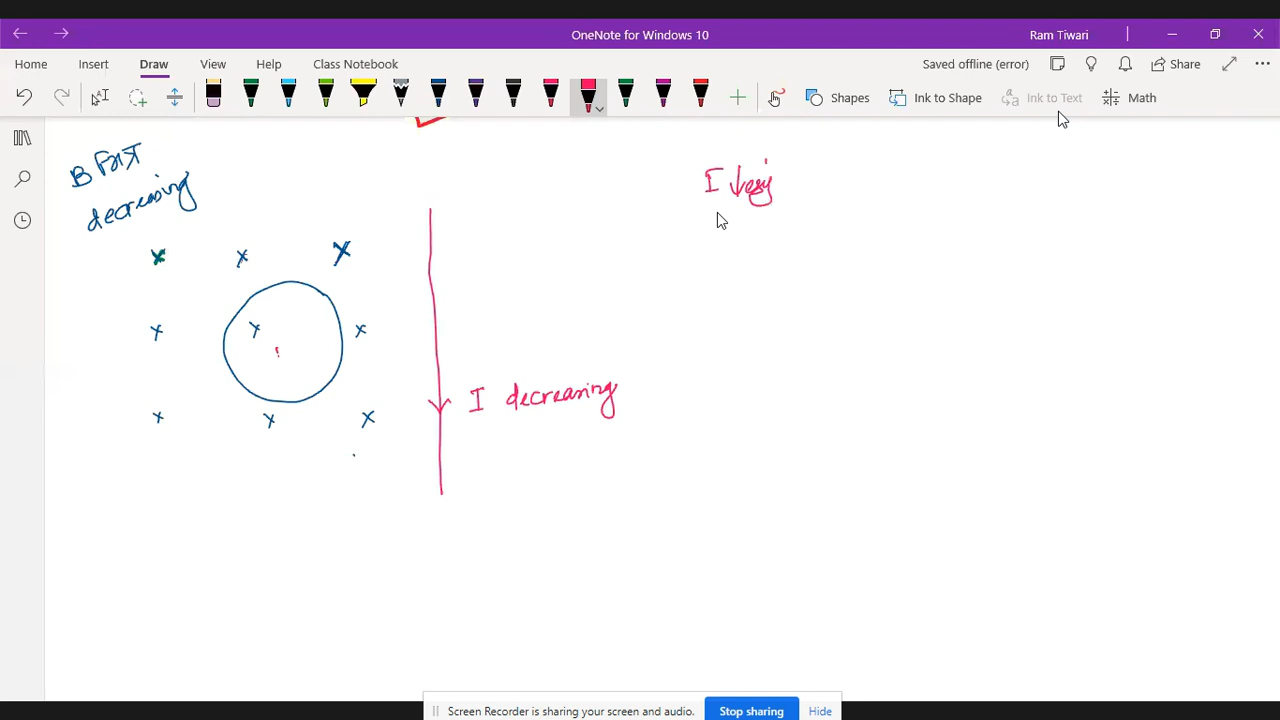 OneNote for Windows 10
Ram Tiwari
Home Insert Draw View Help Class Notebook
Saved offline (error) Share
Shapes Ink to Shape Ink to Text Math
B
decreasing
I
x x x
x x x
x x x
I decreasing
Screen Recorder is sharing your screen and audio. Stop sharing Hide